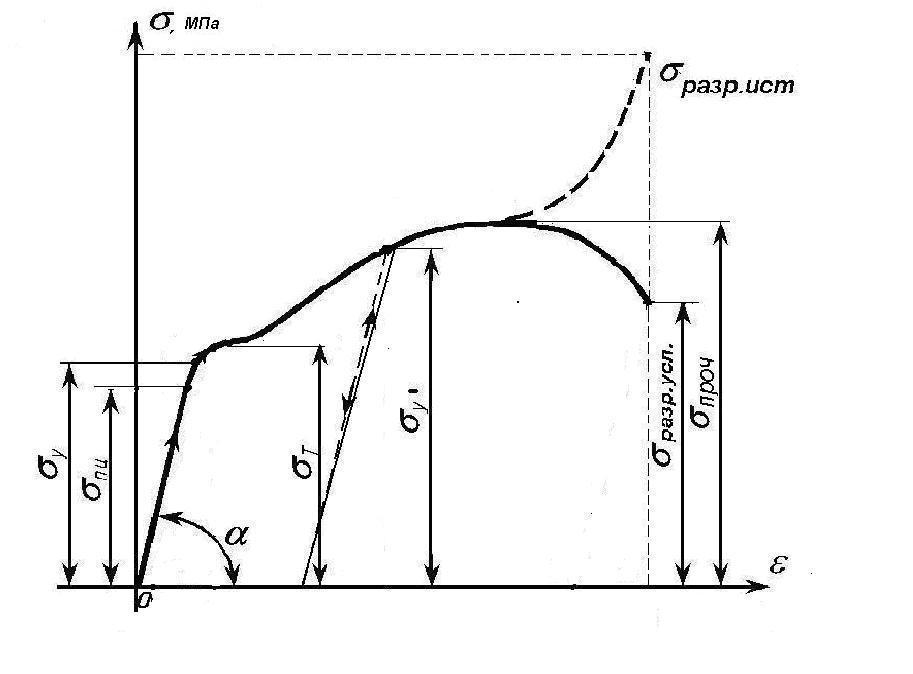 σ, МПа
σразр.ист
σу
σпц
α
σТ
σу'
σразр.усл.
σпроч
ε
0